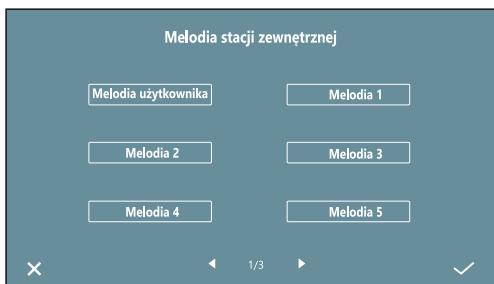 Melodia stacji zewnętrznej
Melodia użytkownika
Melodia 1
Melodia 2
Melodia 3
Melodia 4
Melodia 5
1/3